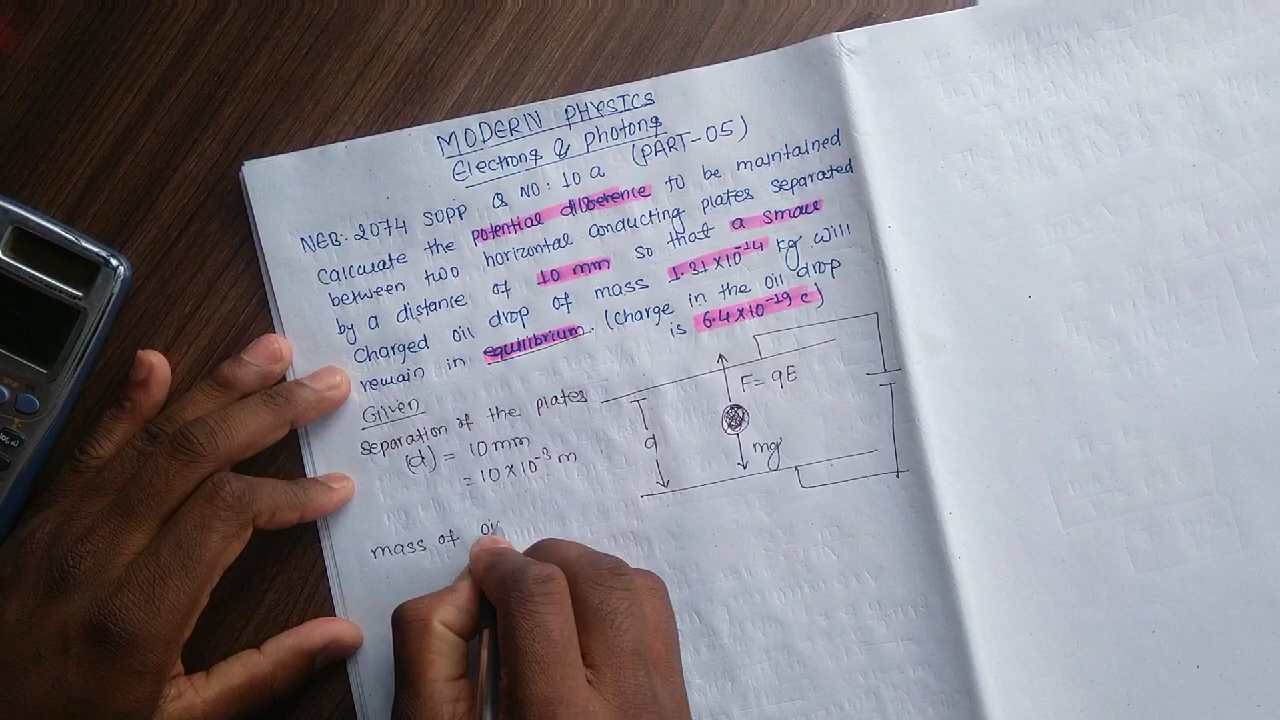 MODERN PHYSICS
Electrons & Photons
(PART-05)
NEB: 2074 SUPP Q NO: 10 a
Calculate the potential difference to be maintained
between two horizontal conducting plates separated
by a distance of 10 mm so that a small
Charged oil drop of mass 1.31×10⁻¹⁴ kg will
remain in equilibrium. (Charge in the oil drop
is 6.4×10⁻¹⁹ C)
Given
separation of the plates
(d) = 10 mm
= 10×10⁻³ m
mass of oi
F = qE
d
mg